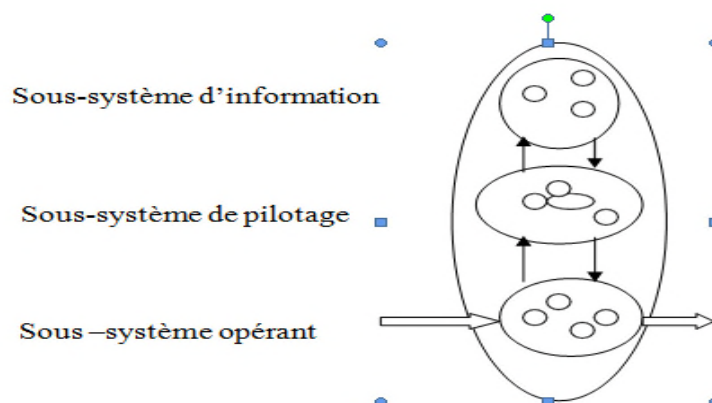 Sous-système d'information
Sous-système de pilotage
Sous –système opérant